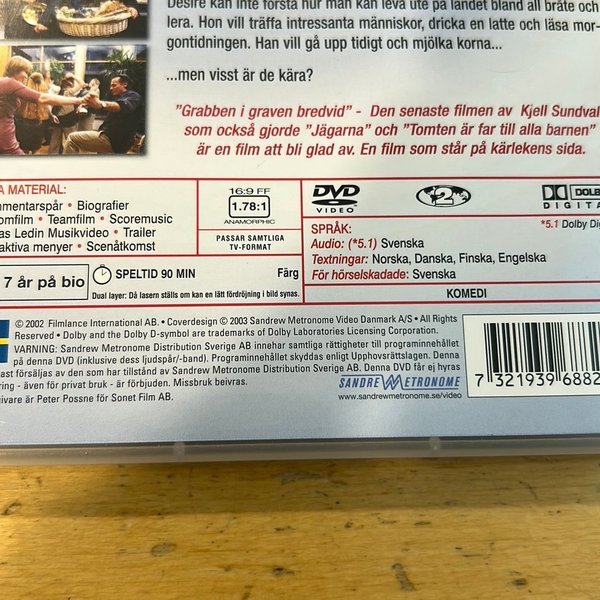 Desiré kan inte förstå hur man kan leva ute på landet bland all bråte och
lera. Hon vill träffa intressanta människor, dricka en latte och läsa mor-
gontidningen. Han vill gå upp tidigt och mjölka korna...
...men visst är de kära?
"Grabben i graven bredvid" - Den senaste filmen av Kjell Sundval
som också gjorde "Jägarna" och "Tomten är far till alla barnen"
är en film att bli glad av. En film som står på kärlekens sida.
A MATERIAL:
mmentarspår • Biografier
omfilm • Teamfilm • Scoremusic
as Ledin Musikvideo • Trailer
aktiva menyer • Scenåtkomst
16:9 FF
1.78:1
ANAMORPHIC
PASSAR SAMTLIGA
TV-FORMAT
DVD
VIDEO
2
DOLB
DIGITA
*5.1 Dolby Dig
SPRÅK:
Audio: (*5.1) Svenska
Textningar: Norska, Danska, Finska, Engelska
För hörselskadade: Svenska
KOMEDI
7 år på bio
SPELTID 90 MIN
Färg
Dual layer: Då lasern ställs om kan en lätt fördröjning i bild synas.
© 2002 Filmlance International AB. • Coverdesign © 2003 Sandrew Metronome Video Danmark A/S • All Rights
Reserved • Dolby and the Dolby D-symbol are trademarks of Dolby Laboratories Licensing Corporation.
VARNING: Sandrew Metronome Distribution Sverige AB innehar samtliga rättigheter till programinnehållet
på denna DVD (inklusive dess ljudspår/-band). Programinnehållet skyddas enligt Upphovsrättslagen. Denna
ast försäljas av den som har tillstånd av Sandrew Metronome Distribution Sverige AB. Denna DVD får ej hyras
ring - även för privat bruk - är förbjuden. Missbruk beivras.
givare är Peter Possne för Sonet Film AB.
SANDREW METRONOME
www.sandrewmetronome.se/video
7 321939 6882